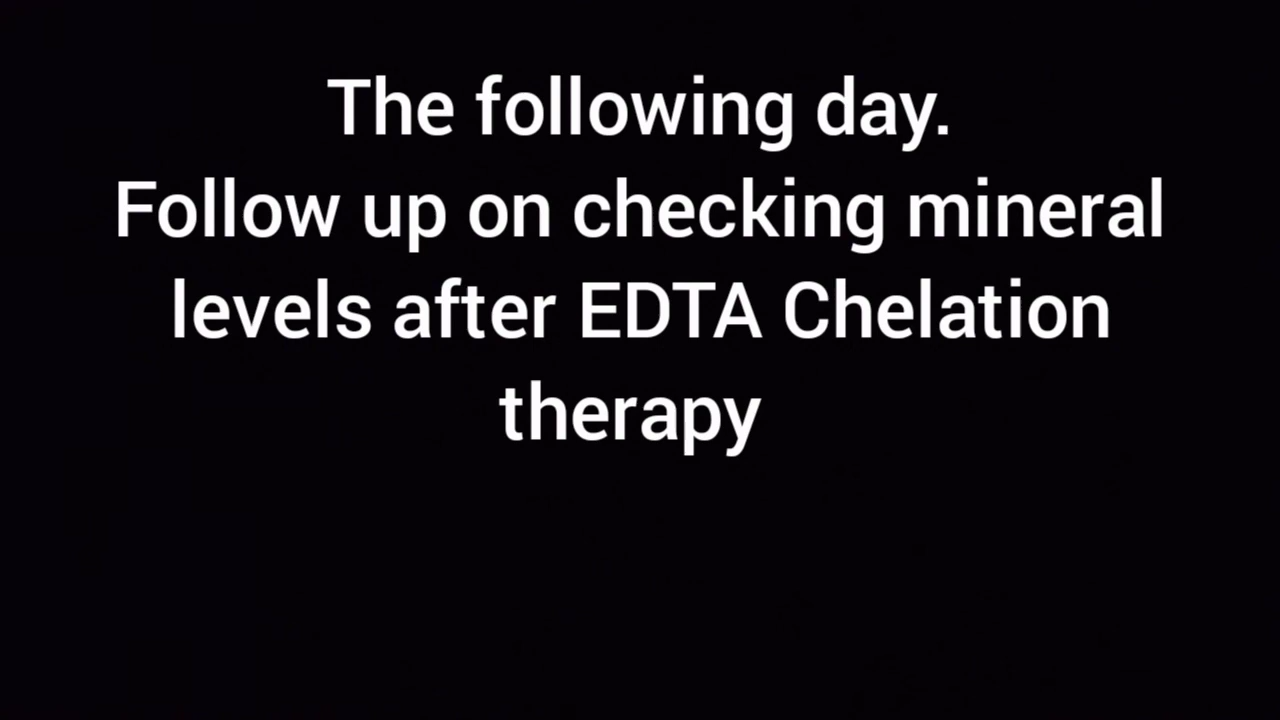 The following day.
Follow up on checking mineral
levels after EDTA Chelation
therapy